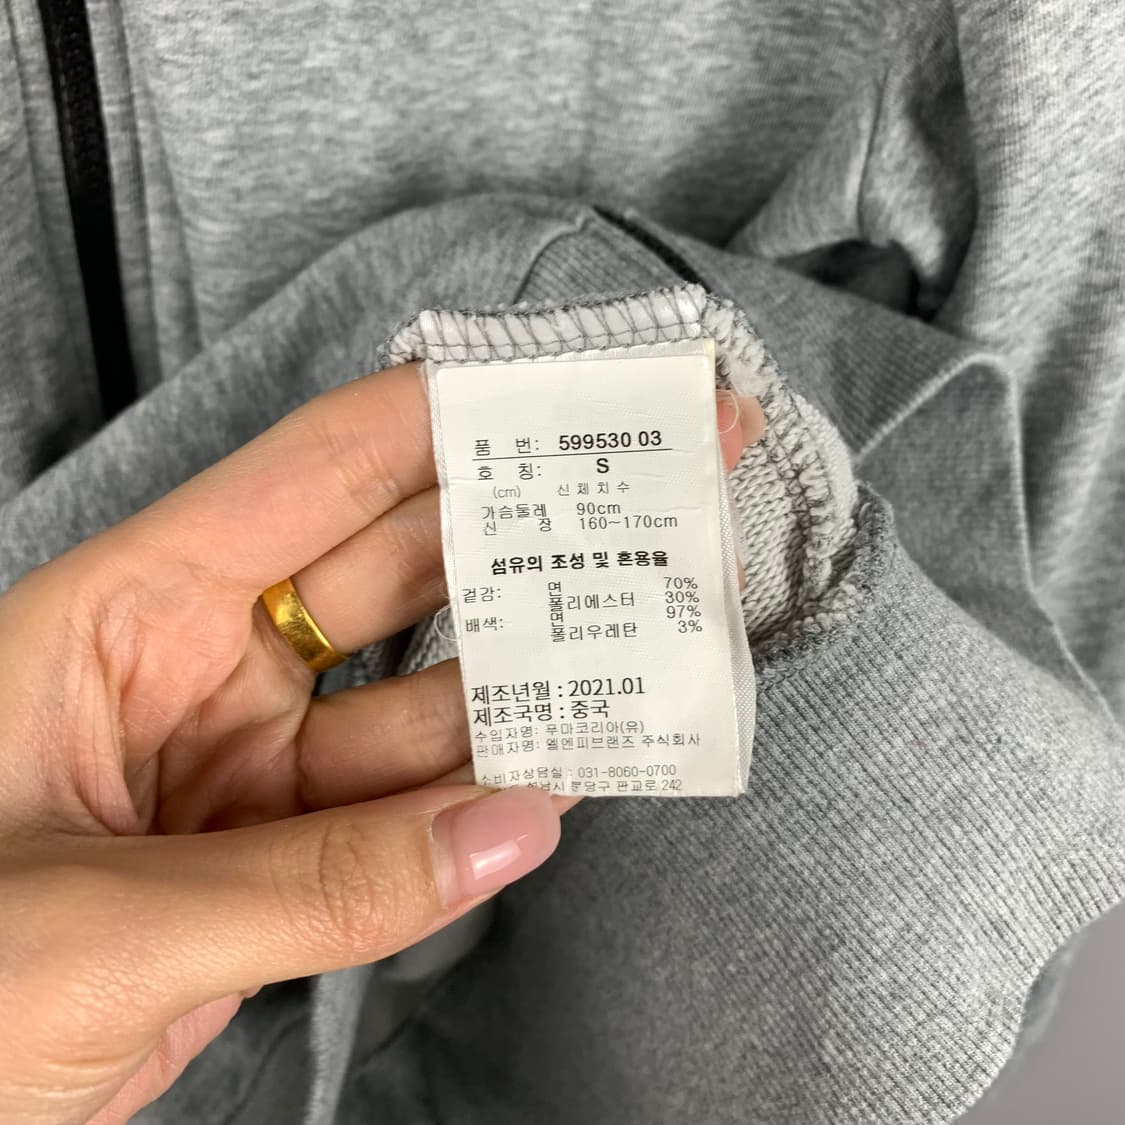 품 번: 599530 03
호 칭: S
(cm) 신체치수
가슴둘레 90cm
신 장 160~170cm
섬유의 조성 및 혼용율
겉감: 면 70%
폴리에스터 30%
배색: 면 97%
폴리우레탄 3%
제조년월 : 2021.01
제조국명 : 중국
수입자명: 푸마코리아(유)
판매자명: 엘엔피브랜즈 주식회사
소비자상담실 : 031-8060-0700
성남시 분당구 판교로 242